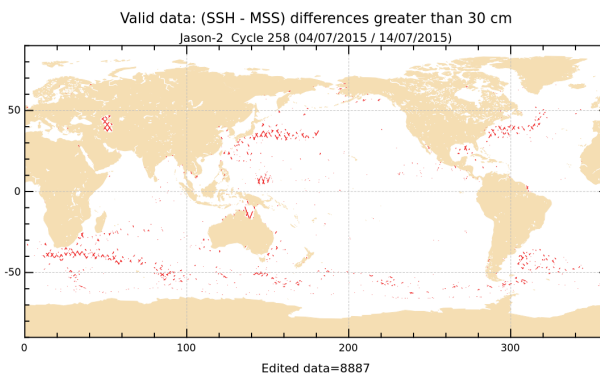 Valid data: (SSH - MSS) differences greater than 30 cm
Jason-2  Cycle 258 (04/07/2015 / 14/07/2015)
50
0
-50
0 100 200 300
Edited data=8887